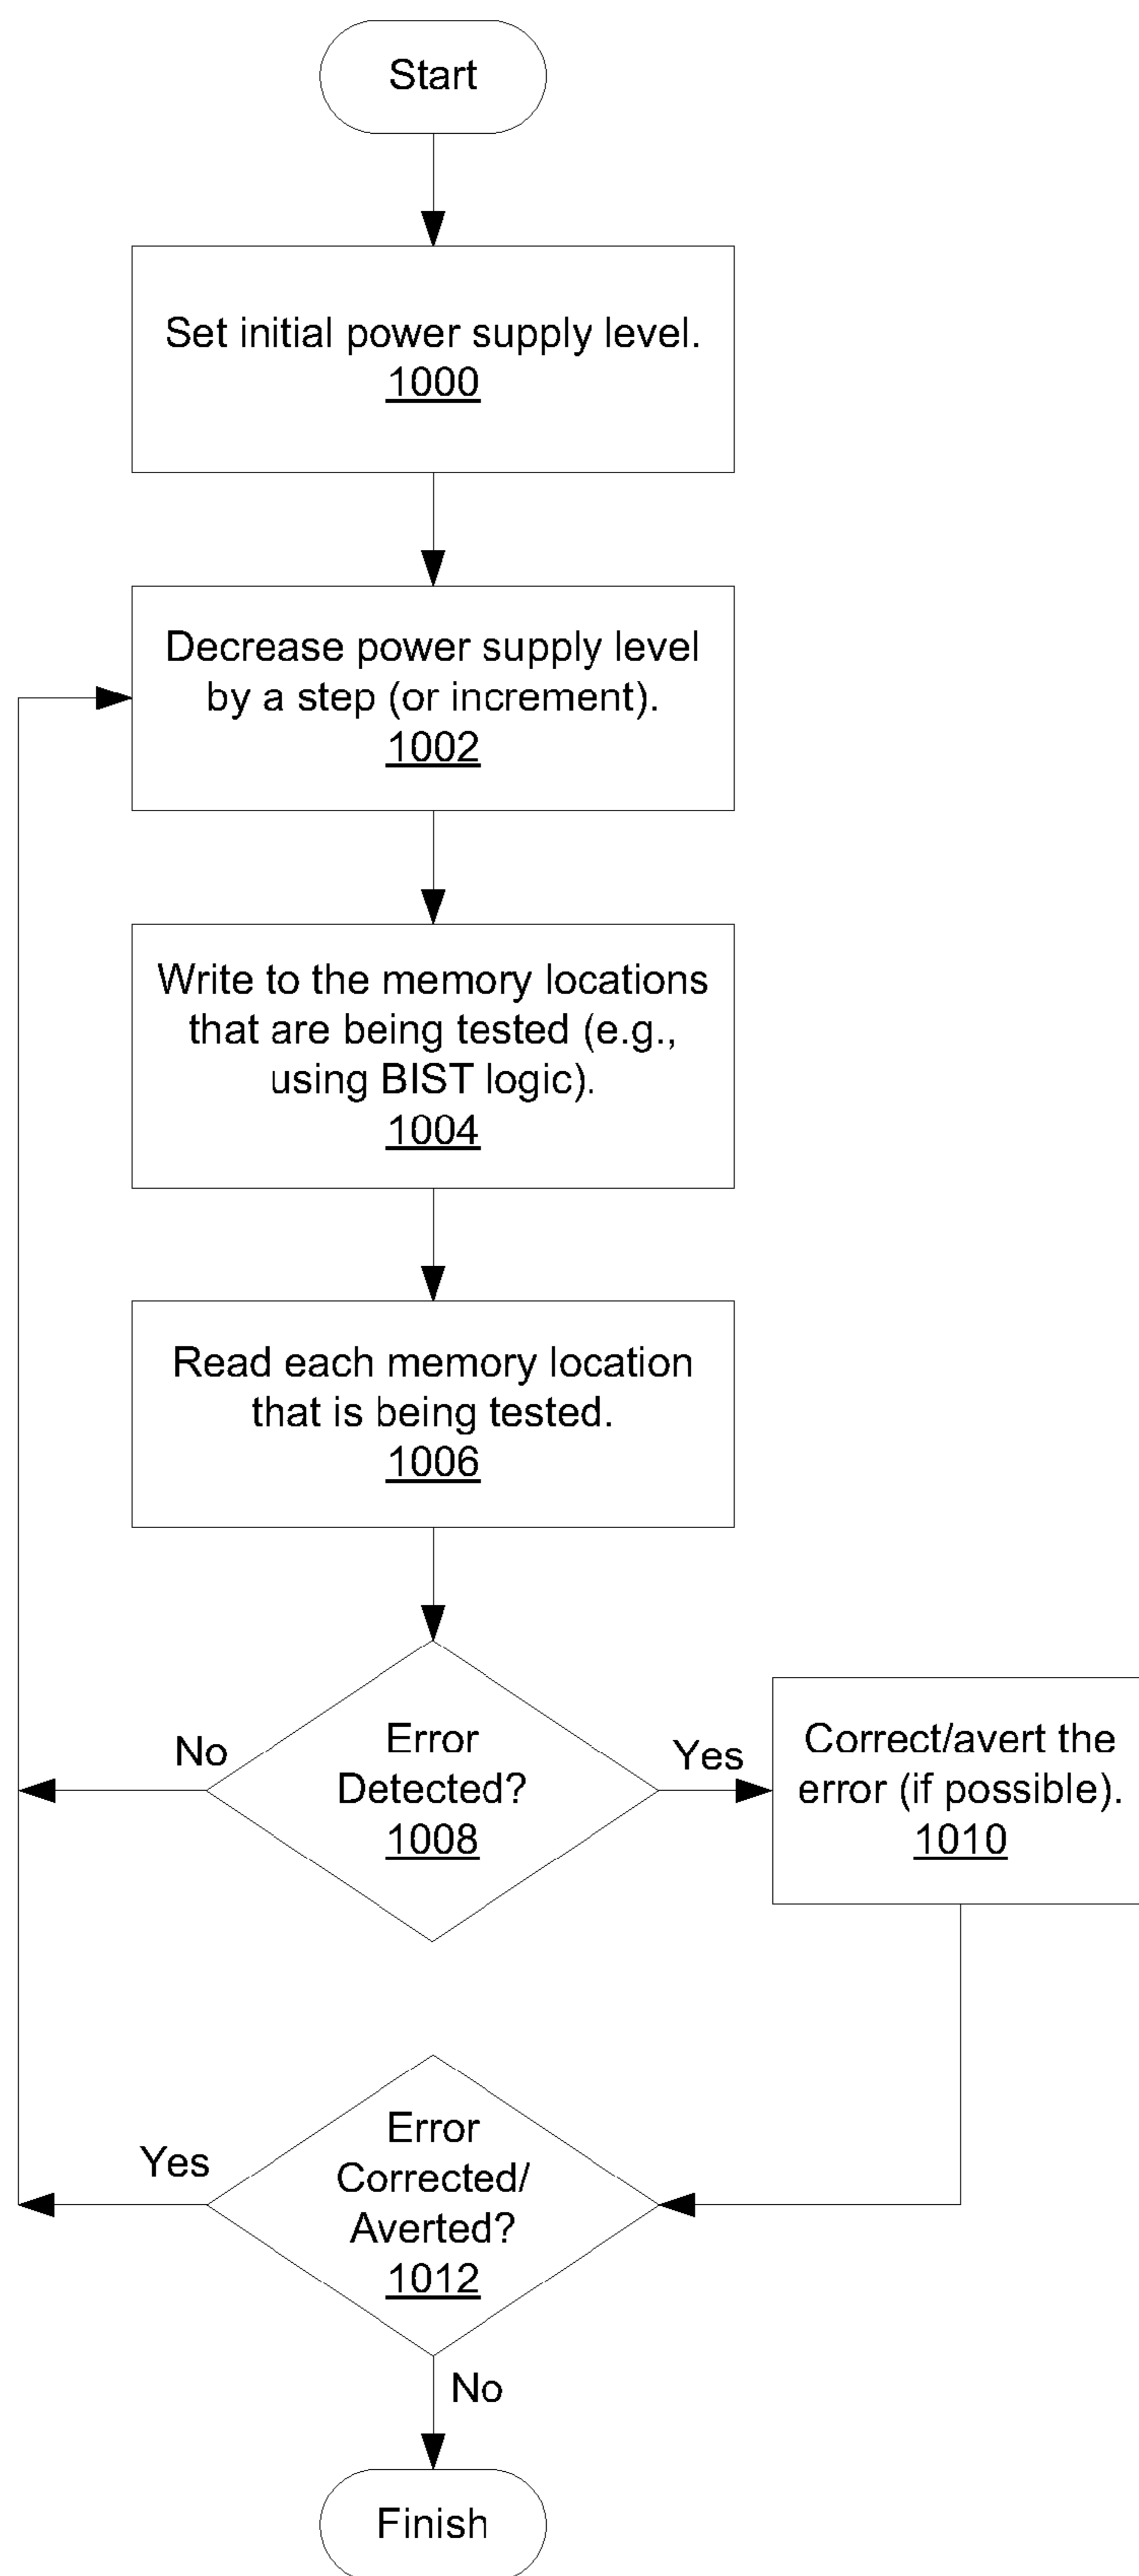 Start
Set initial power supply level.
1000
Decrease power supply level
by a step (or increment).
1002
Write to the memory locations
that are being tested (e.g.,
using BIST logic).
1004
Read each memory location
that is being tested.
1006
No
Error
Detected?
1008
Yes
Correct/avert the
error (if possible).
1010
Yes
Error
Corrected/
Averted?
1012
No
Finish